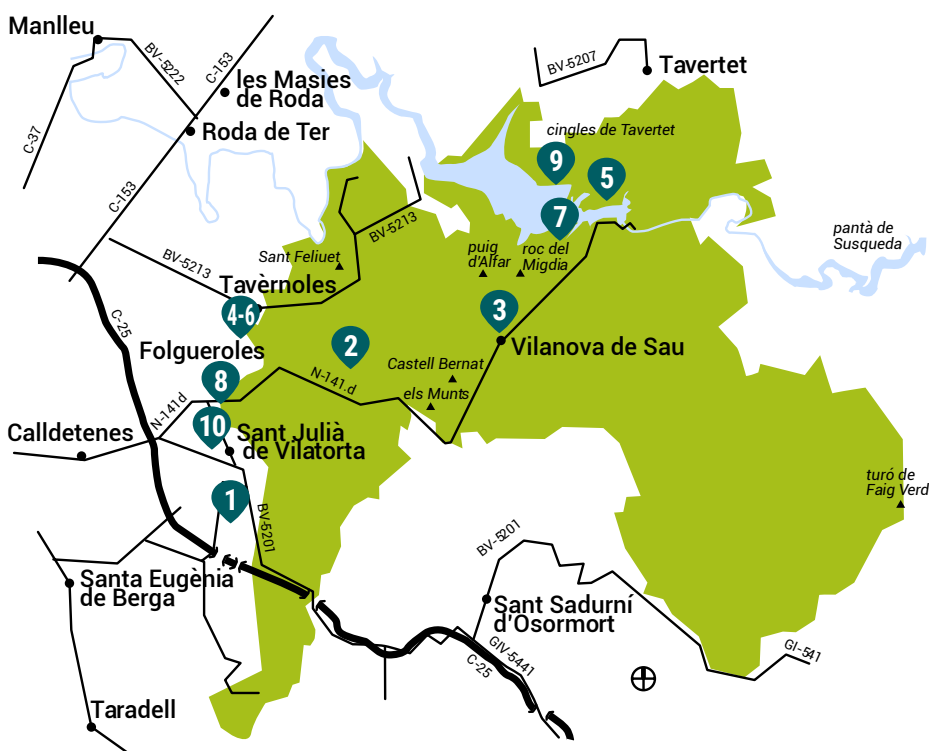 Manlleu
BV-5222
C-153
les Masies
de Roda
Roda de Ter
C-37
C-153
BV-5207
Tavertet
cingles de Tavertet
9
5
7
BV-5213
BV-5213
Sant Feliuet
puig
d'Alfar
roc del
Migdia
pantà de
Susqueda
Tavèrnoles
4-6
C-25
3
Vilanova de Sau
2
Folgueroles
Castell Bernat
8
N-141.d
els Munts
N-141d
10
Calldetenes
Sant Julià
de Vilatorta
turó de
Faig Verd
1
BV-5201
BV-5201
Santa Eugènia
de Berga
Sant Sadurní
d'Osormort
GIV-5441
C-25
GI-541
Taradell